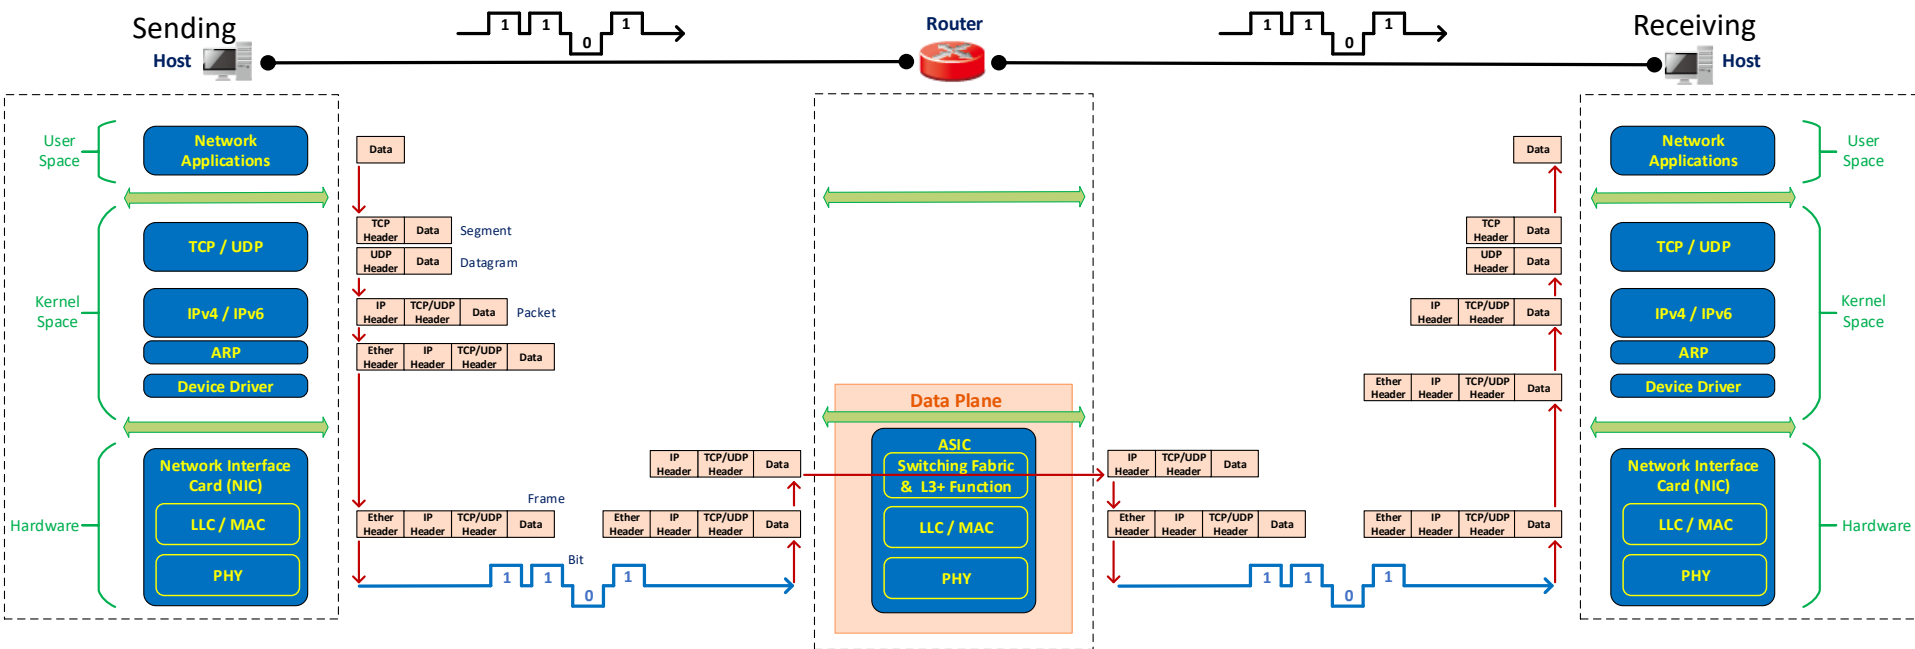 Sending
Host
1 1 0 1
Router
1 1 0 1
Receiving
Host
User
Space
Network
Applications
Data
Data
Network
Applications
User
Space
TCP / UDP
TCP
Header
Data
Segment
UDP
Header
Data
Datagram
TCP
Header
Data
UDP
Header
Data
TCP / UDP
Kernel
Space
IPv4 / IPv6
IP
Header
TCP/UDP
Header
Data
Packet
IP
Header
TCP/UDP
Header
Data
IPv4 / IPv6
Kernel
Space
ARP
Ether
Header
IP
Header
TCP/UDP
Header
Data
ARP
Device Driver
Ether
Header
IP
Header
TCP/UDP
Header
Data
Device Driver
Data Plane
ASIC
Switching Fabric
& L3+ Function
LLC / MAC
PHY
Network Interface
Card (NIC)
IP
Header
TCP/UDP
Header
Data
IP
Header
TCP/UDP
Header
Data
Network Interface
Card (NIC)
Hardware
LLC / MAC
Frame
Ether
Header
IP
Header
TCP/UDP
Header
Data
Ether
Header
IP
Header
TCP/UDP
Header
Data
Ether
Header
IP
Header
TCP/UDP
Header
Data
Ether
Header
IP
Header
TCP/UDP
Header
Data
LLC / MAC
Hardware
PHY
Bit
1 1 0 1
1 1 0 1
PHY